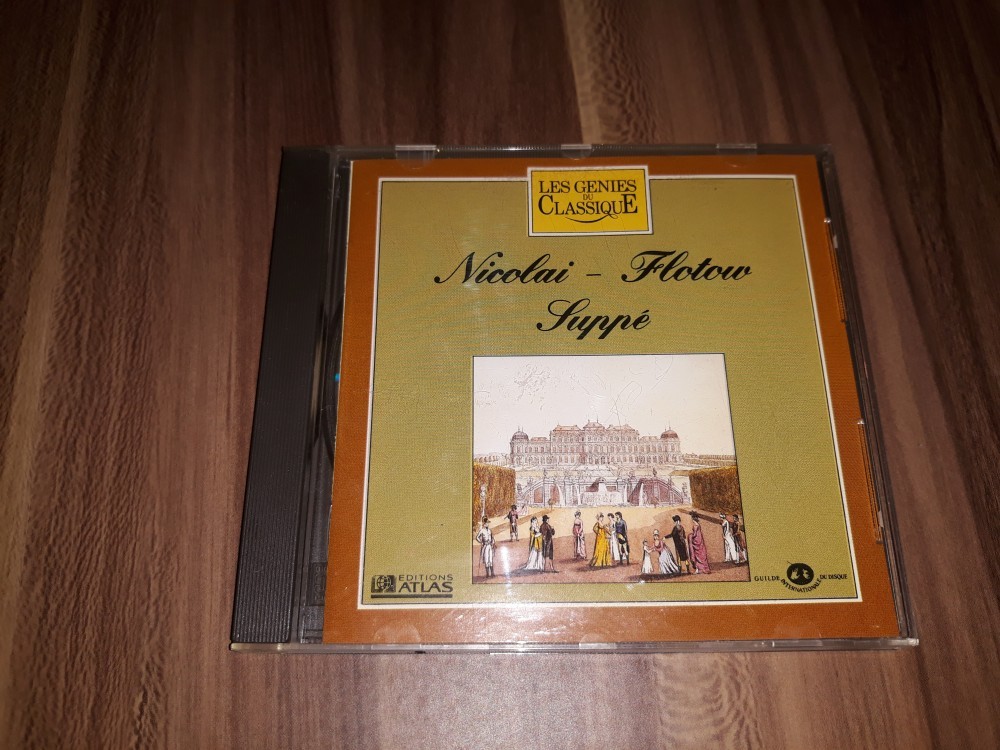 LES GENIES
DU
CLASSIQUE
Nicolai - Flotow
Suppé
EDITIONS
ATLAS
GUILDE INTERNATIONALE DU DISQUE